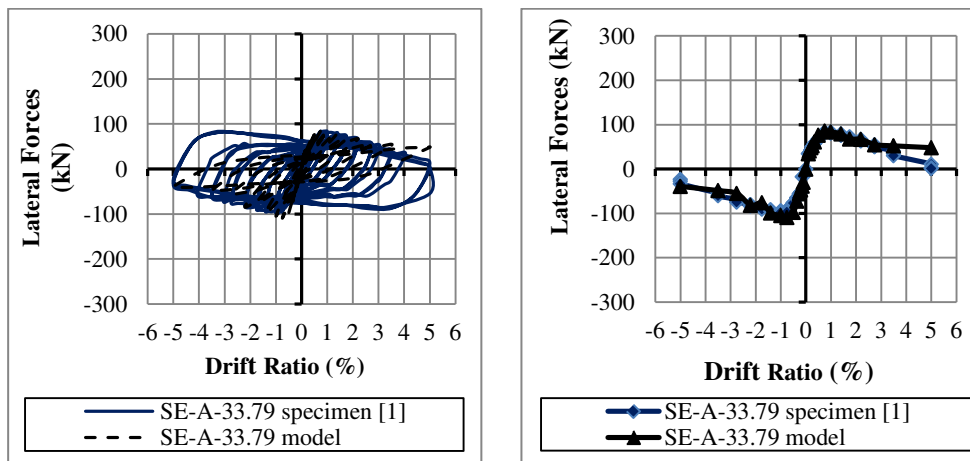 Lateral Forces
(kN)
300
200
100
0
-100
-200
-300
-6 -5 -4 -3 -2 -1 0 1 2 3 4 5 6
Drift Ratio (%)
SE-A-33.79 specimen [1]
SE-A-33.79 model
Lateral Forces (kN)
300
200
100
0
-100
-200
-300
-6 -5 -4 -3 -2 -1 0 1 2 3 4 5 6
Drift Ratio (%)
SE-A-33.79 specimen [1]
SE-A-33.79 model